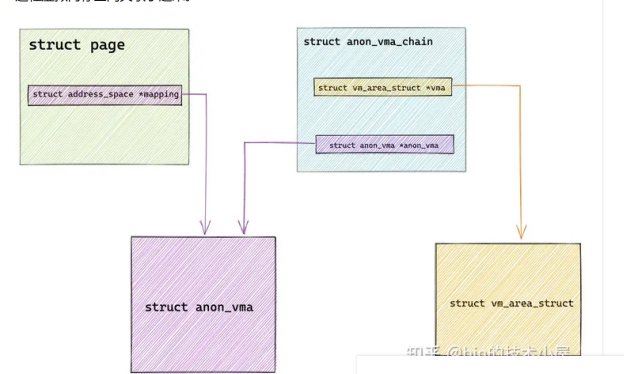 struct page
struct anon_vma_chain
struct address_space *mapping
struct vm_area_struct *vma
struct anon_vma *anon_vma
struct anon_vma
struct vm_area_struct
知乎 @bin的技术小屋